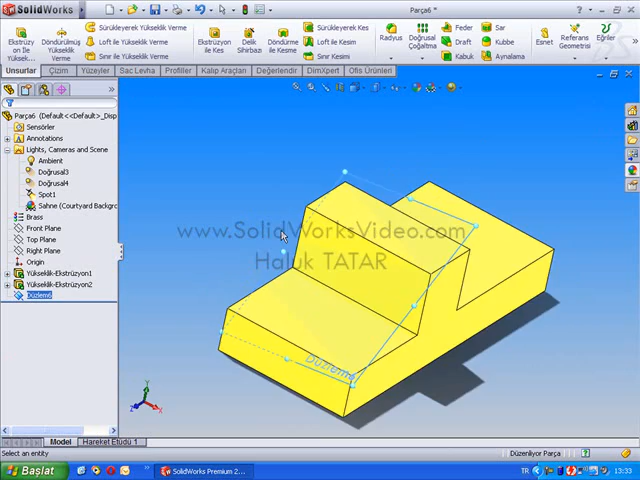 SolidWorks
Parça6 *
Ekstrüzyon İle Yükseklik Verme
Döndürülmüş Yükseklik Verme
Sürükleyerek Yükseklik Verme
Loft ile Yükseklik Verme
Sınır ile Yükseklik Verme
Ekstrüzyon ile Kes
Delik Sihirbazı
Döndürme ile Kesme
Sürükleyerek Kes
Loft ile Kesim
Sınır Kesim
Radyus
Doğrusal Çoğaltma
Feder
Draft
Kabuk
Sar
Kubbe
Aynalama
Esnet
Referans Geometrisi
Eğriler
Unsurlar
Çizim
Yüzeyler
Sac Levha
Profiller
Kalıp Araçları
Değerlendir
DimXpert
Ofis Ürünleri
Parça6 (Default<<Default>_Disp
Sensörler
Annotations
Lights, Cameras and Scene
Ambient
Doğrusal3
Doğrusal4
Spot1
Sahne (Courtyard Backgro
Brass
Front Plane
Top Plane
Right Plane
Origin
Yükseklik-Ekstrüzyon1
Yükseklik-Ekstrüzyon2
Düzlem6
www.SolidWorksVideo.com
Haluk TATAR
Düzlem6
Y
X
Z
Model
Hareket Etüdü 1
Select an entity
Düzenliyor Parça
Başlat
SolidWorks Premium 2...
TR
13:33